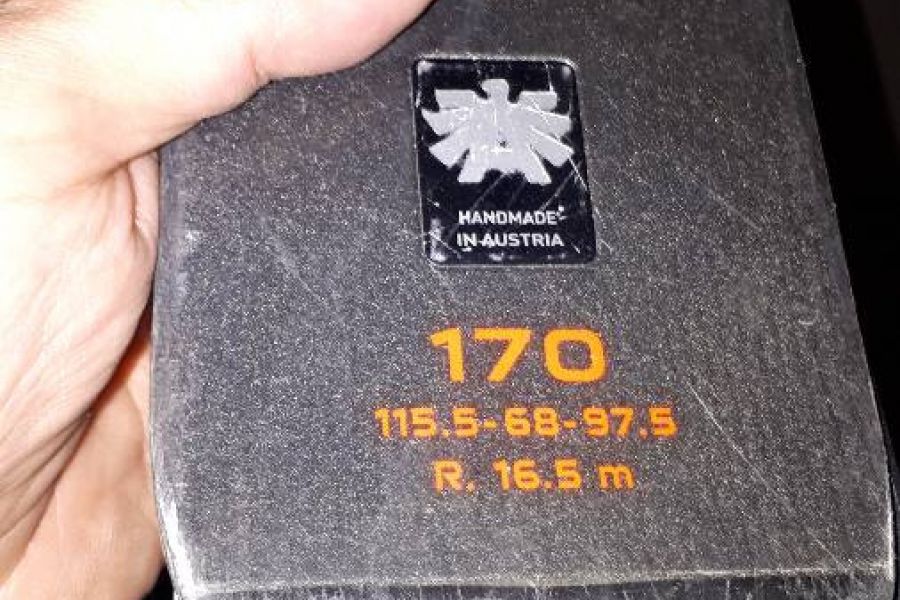 HANDMADE
IN AUSTRIA
170
115.5-68-97.5
R. 16.5 m